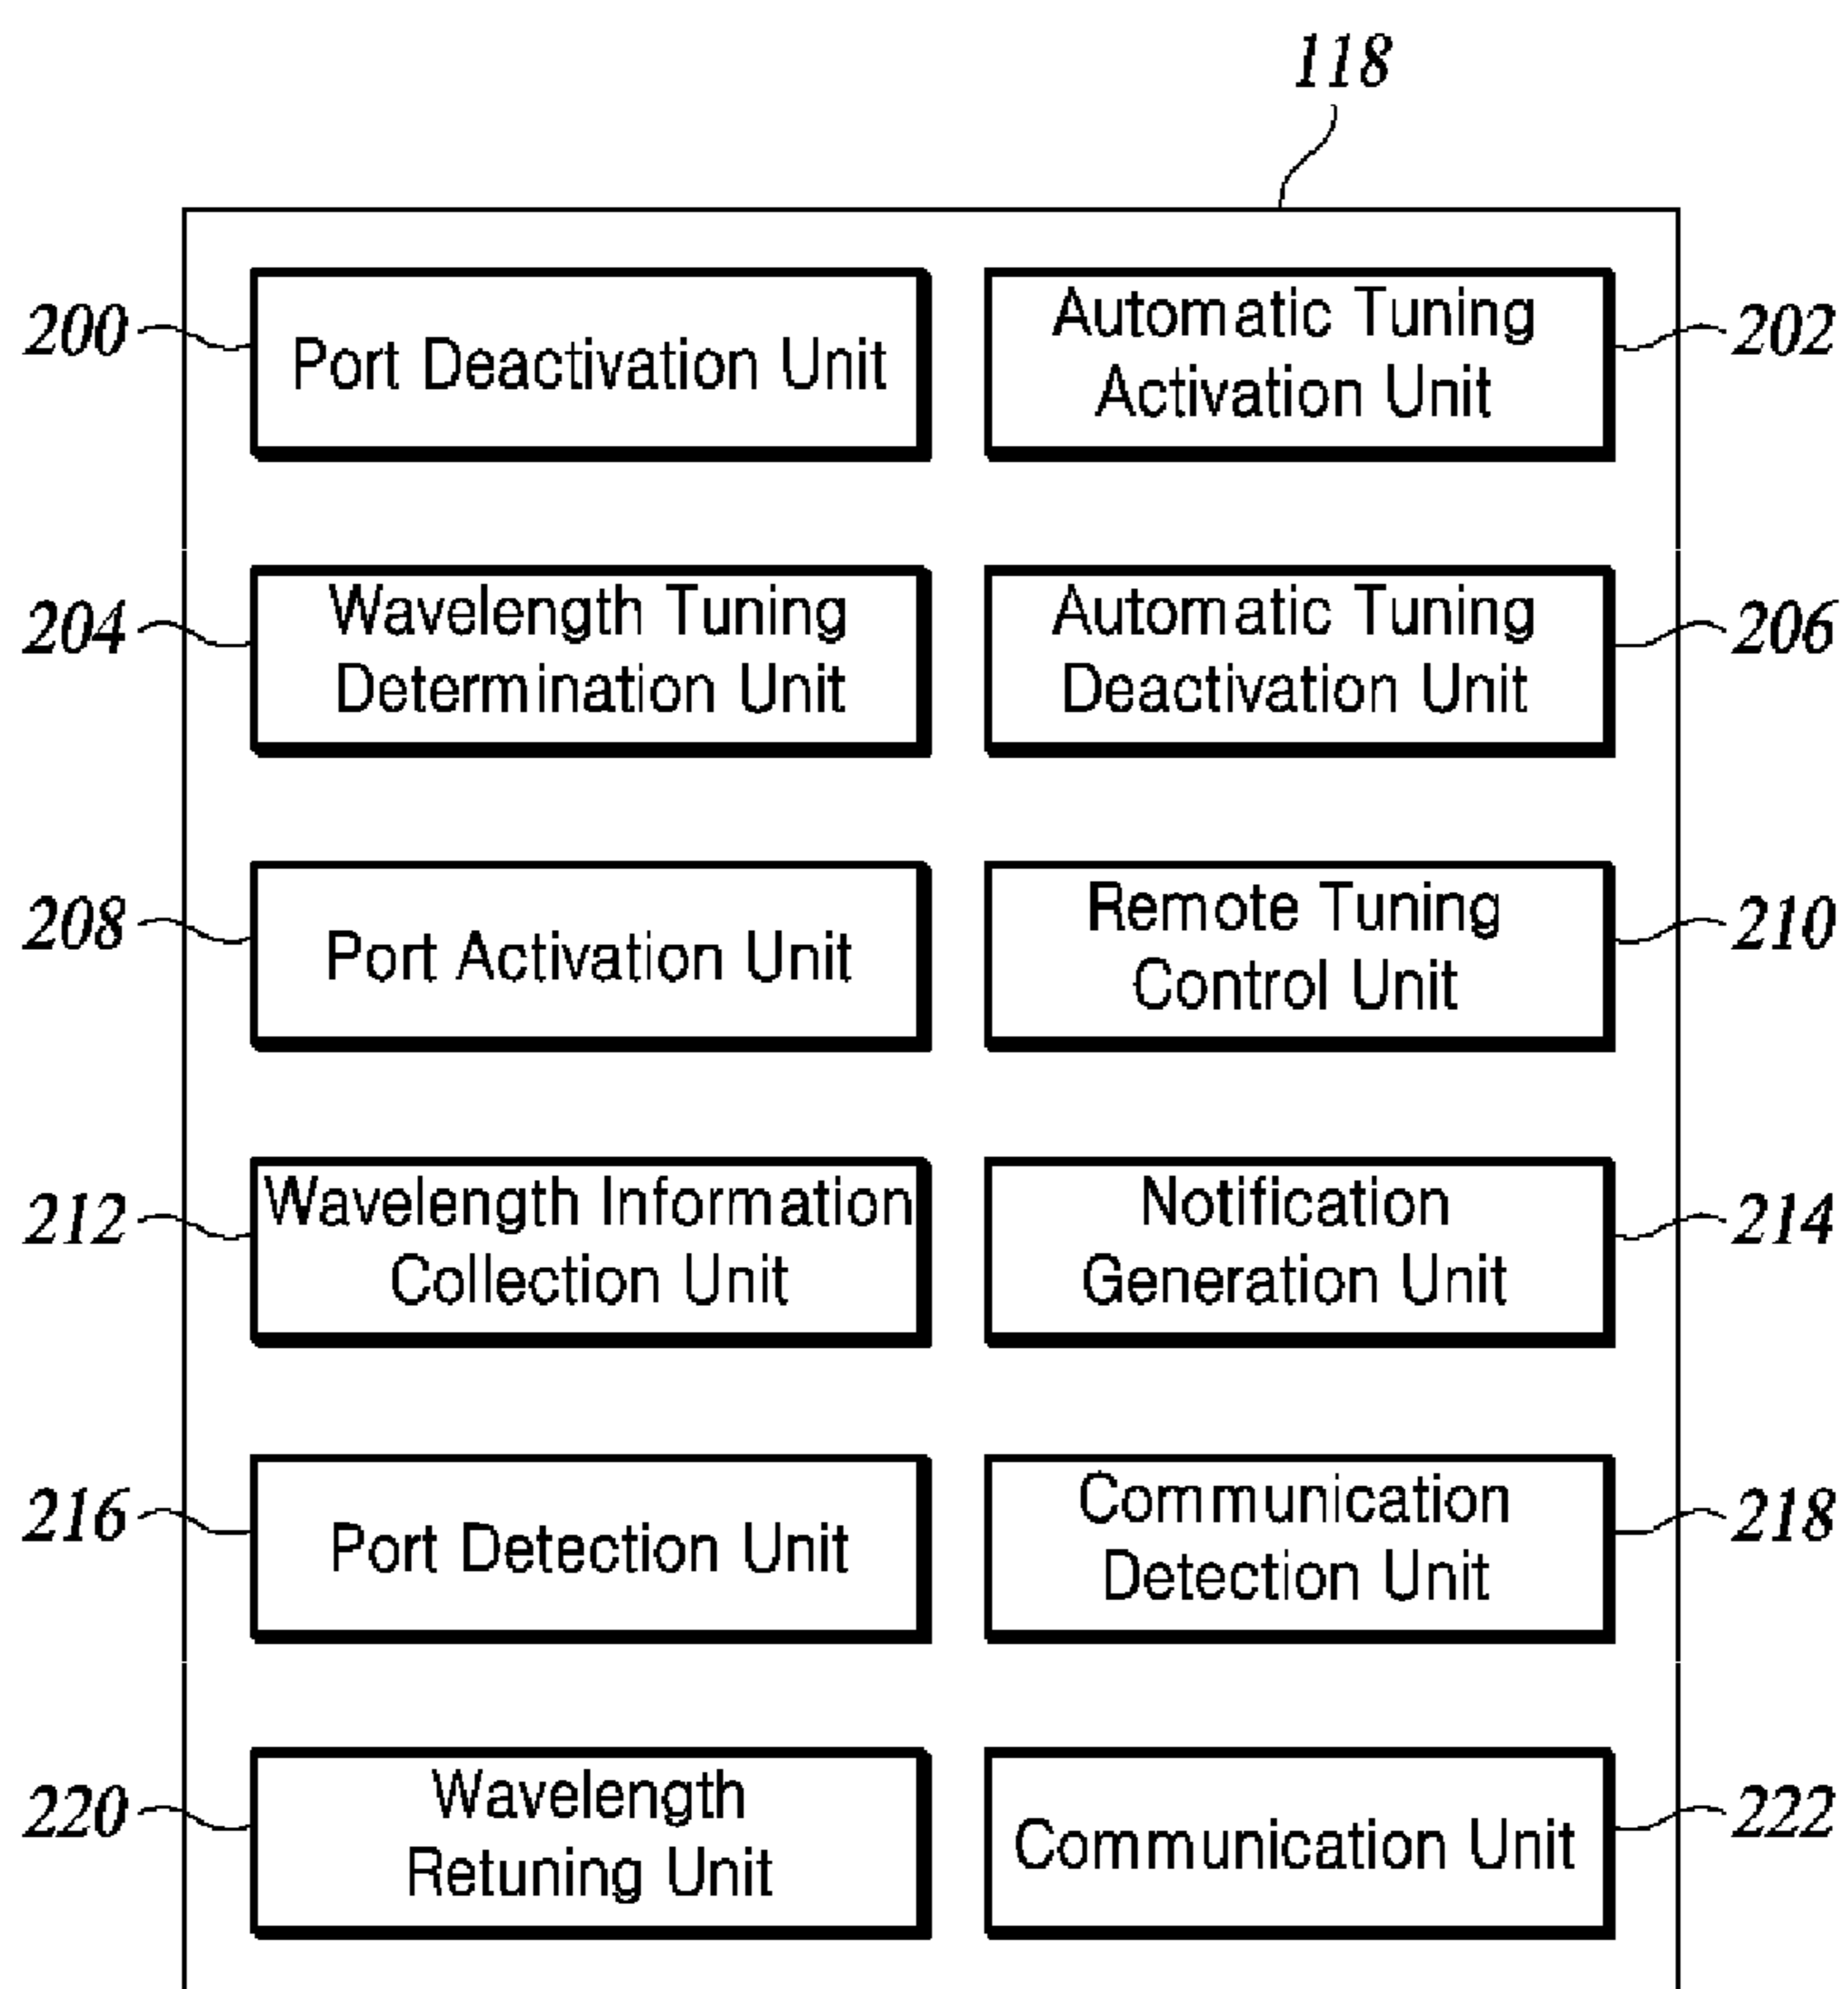 118
200
Port Deactivation Unit
Automatic Tuning
Activation Unit
202
204
Wavelength Tuning
Determination Unit
Automatic Tuning
Deactivation Unit
206
208
Port Activation Unit
Remote Tuning
Control Unit
210
212
Wavelength Information
Collection Unit
Notification
Generation Unit
214
216
Port Detection Unit
Communication
Detection Unit
218
220
Wavelength
Retuning Unit
Communication Unit
222